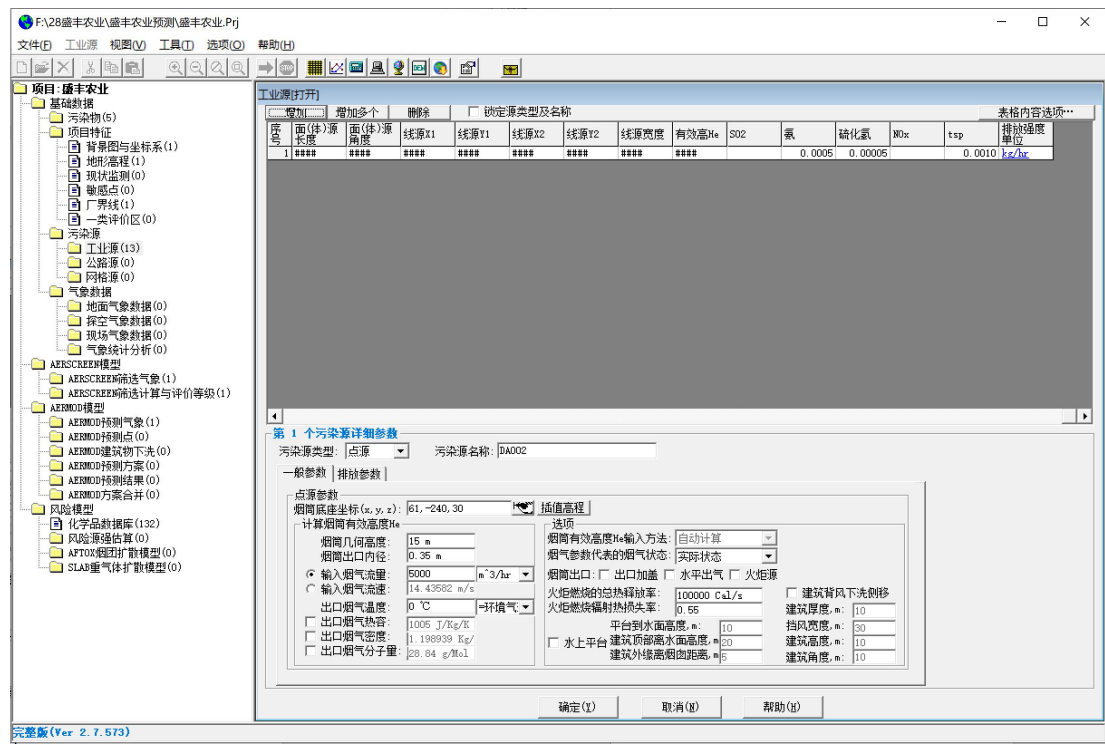 F:\28盛丰农业\盛丰农业预测\盛丰农业.Prj
文件(F) 工业源 视图(V) 工具(T) 选项(O) 帮助(H)
项目:盛丰农业
基础数据
污染物(5)
项目特征
背景图与坐标系(1)
地形高程(1)
现状监测(0)
敏感点(0)
厂界线(1)
一类评价区(0)
污染源
工业源(13)
公路源(0)
网格源(0)
气象数据
地面气象数据(0)
探空气象数据(0)
现场气象数据(0)
气象统计分析(0)
AERSCREEN模型
AERSCREEN筛选气象(1)
AERSCREEN筛选计算与评价等级(1)
AERMOD模型
AERMOD预测气象(1)
AERMOD预测点(0)
AERMOD建筑物下洗(0)
AERMOD预测方案(0)
AERMOD预测结果(0)
AERMOD方案合并(0)
风险模型
化学品数据库(132)
风险源强估算(0)
AFTOX烟团扩散模型(0)
SLAB重气体扩散模型(0)
工业源[打开]
增加 增加多个 删除 锁定源类型及名称 表格内容选项…
序号 面(体)源长度 面(体)源角度 线源X1 线源Y1 线源X2 线源Y2 线源宽度 有效高He SO2 氨 硫化氢 NOx tsp 排放强度单位
1 #### #### #### #### #### #### #### #### 0.0005 0.00005 0.0010 kg/hr
第 1 个污染源详细参数
污染源类型: 点源 污染源名称: DA002
一般参数 排放参数
点源参数
烟筒底座坐标(x,y,z): 61,-240,30 插值高程
计算烟筒有效高度He
烟筒几何高度: 15 m
烟筒出口内径: 0.35 m
输入烟气流量: 5000 m^3/hr
输入烟气流速: 14.43582 m/s
出口烟气温度: 0 ℃ =环境气
出口烟气热容: 1005 J/Kg/K
出口烟气密度: 1.198939 Kg/
出口烟气分子量: 28.84 g/Mol
选项
烟筒有效高度He输入方法: 自动计算
烟气参数代表的烟气状态: 实际状态
烟筒出口: 出口加盖 水平出气 火炬源
火炬燃烧的总热释放率: 100000 Cal/s
火炬燃烧辐射热损失率: 0.55
水上平台
平台到水面高度,m: 10
建筑顶部离水面高度,m 20
建筑外缘离烟囱距离,m 5
建筑背风下洗侧移
建筑厚度,m: 10
挡风宽度,m: 30
建筑高度,m: 10
建筑角度,m: 10
确定(Y) 取消(N) 帮助(H)
完整版(Ver 2.7.573)